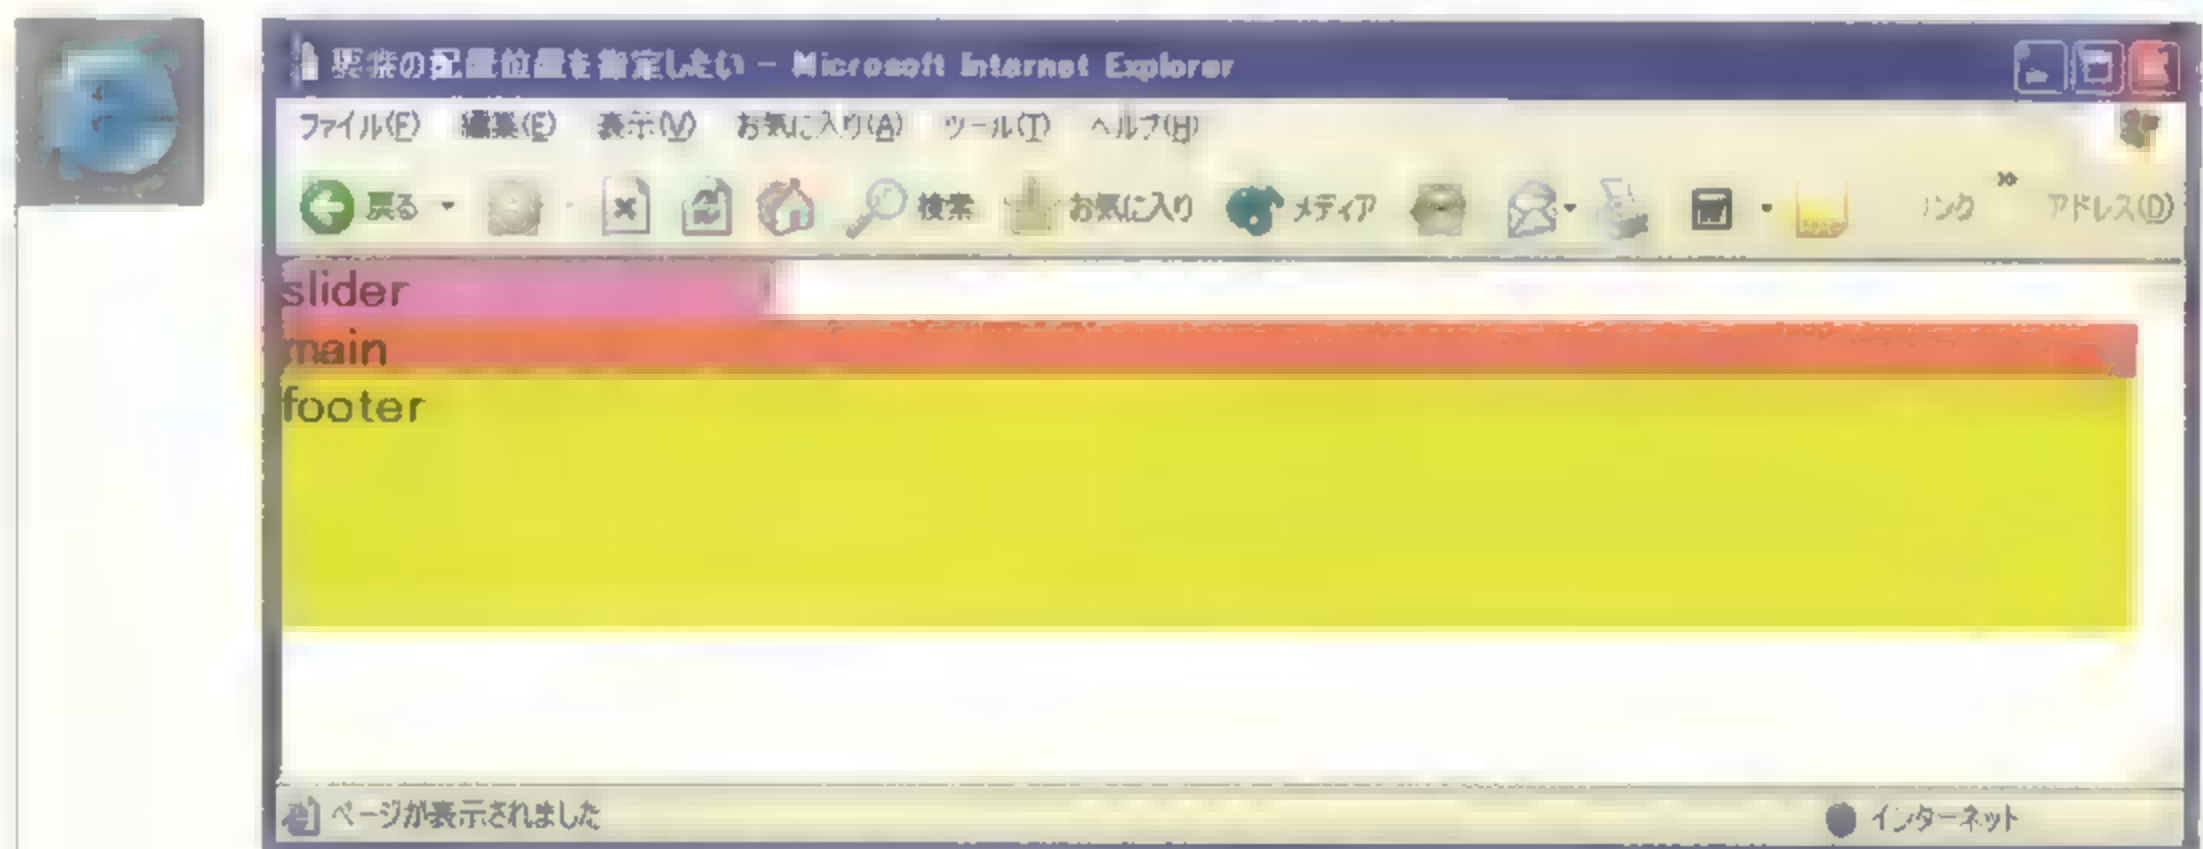 要素の配置位置を指定したい - Microsoft Internet Explorer
ファイル(F) 編集(E) 表示(V) お気に入り(A) ツール(T) ヘルプ(H)
戻る 検索 お気に入り メディア リンク » アドレス(D)
slider
main
footer
ページが表示されました インターネット